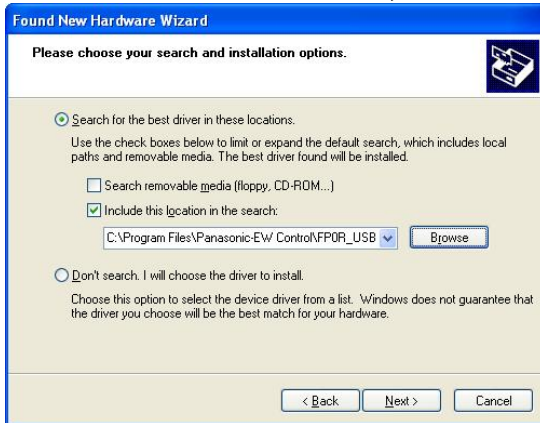 Found New Hardware Wizard
Please choose your search and installation options.
Search for the best driver in these locations.
Use the check boxes below to limit or expand the default search, which includes local
paths and removable media. The best driver found will be installed.
Search removable media (floppy, CD-ROM...)
Include this location in the search:
C:\Program Files\Panasonic-EW Control\FP0R_USB
Browse
Don't search. I will choose the driver to install.
Choose this option to select the device driver from a list. Windows does not guarantee that
the driver you choose will be the best match for your hardware.
< Back Next > Cancel